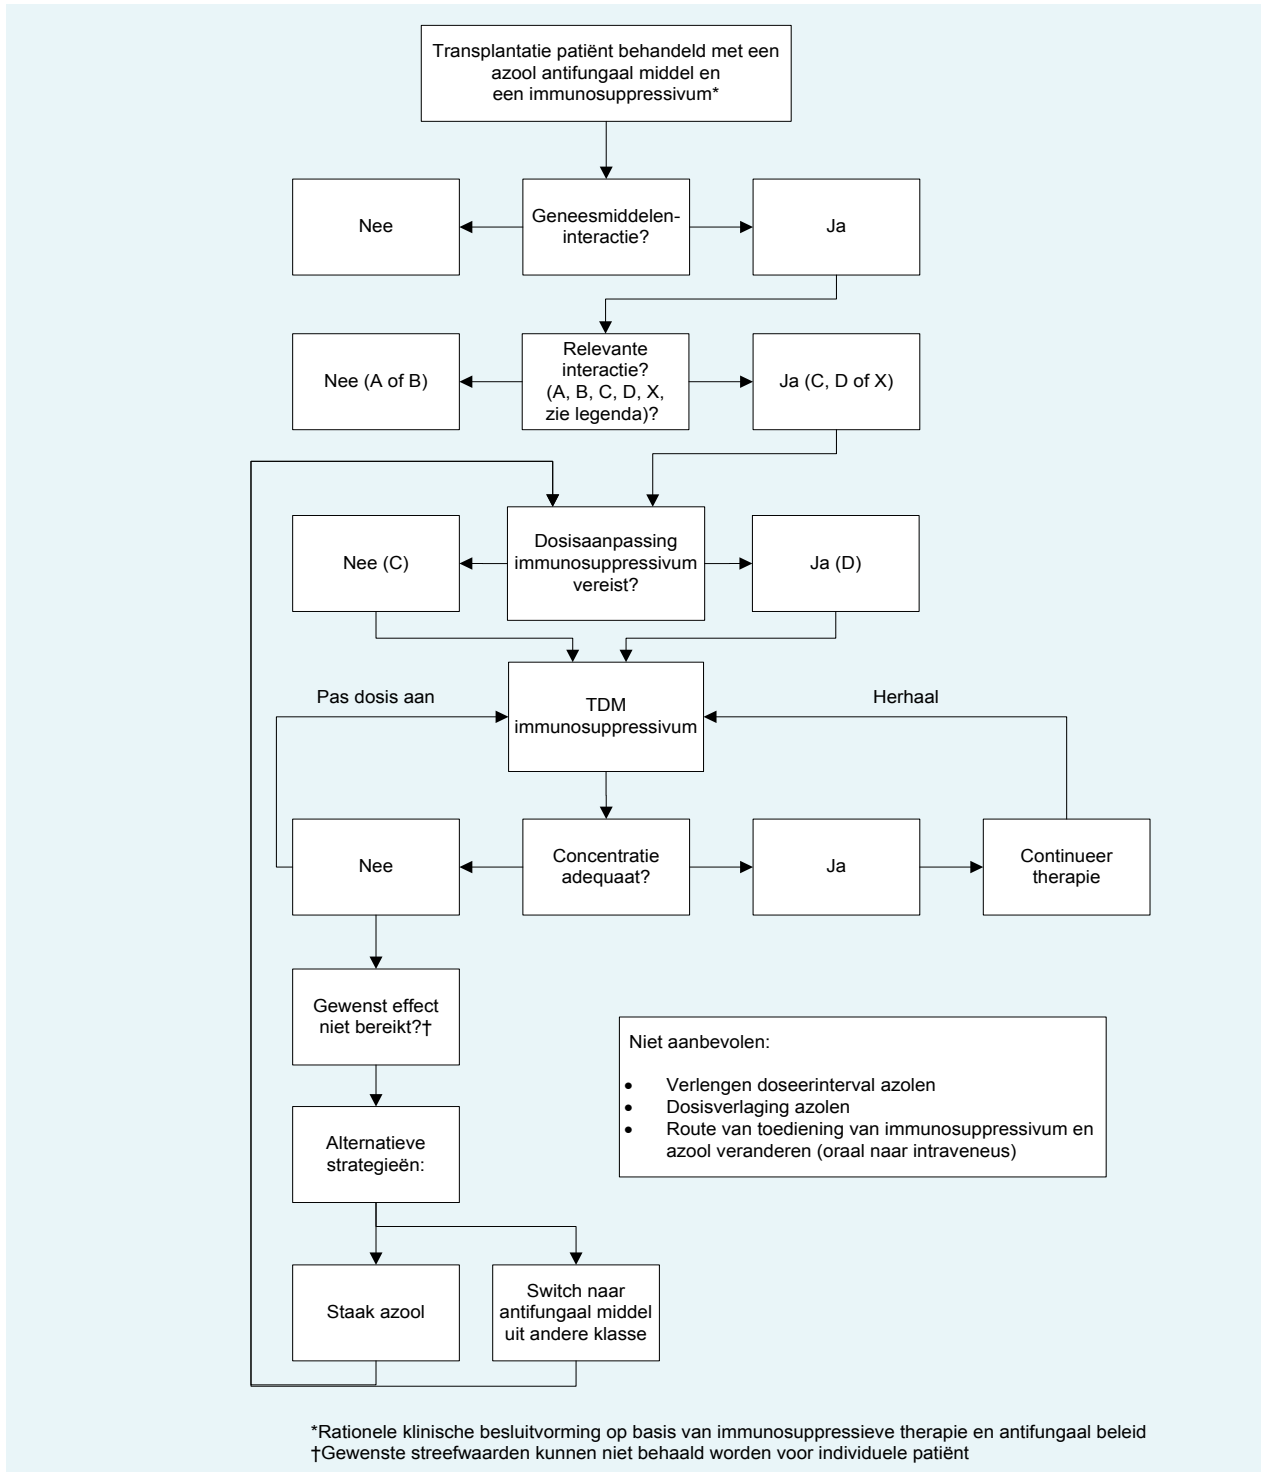 Transplantatie patiënt behandeld met een
azool antifungaal middel en
een immunosuppressivum*
Nee
Geneesmiddelen-
interactie?
Ja
Nee (A of B)
Relevante
interactie?
(A, B, C, D, X,
zie legenda)?
Ja (C, D of X)
Nee (C)
Dosisaanpassing
immunosuppressivum
vereist?
Ja (D)
Pas dosis aan
TDM
immunosuppressivum
Herhaal
Nee
Concentratie
adequaat?
Ja
Continueer
therapie
Gewenst effect
niet bereikt?†
Niet aanbevolen:
• Verlengen doseerinterval azolen
• Dosisverlaging azolen
• Route van toediening van immunosuppressivum en
azool veranderen (oraal naar intraveneus)
Alternatieve
strategieën:
Staak azool
Switch naar
antifungaal middel
uit andere klasse
*Rationele klinische besluitvorming op basis van immunosuppressieve therapie en antifungaal beleid
†Gewenste streefwaarden kunnen niet behaald worden voor individuele patiënt